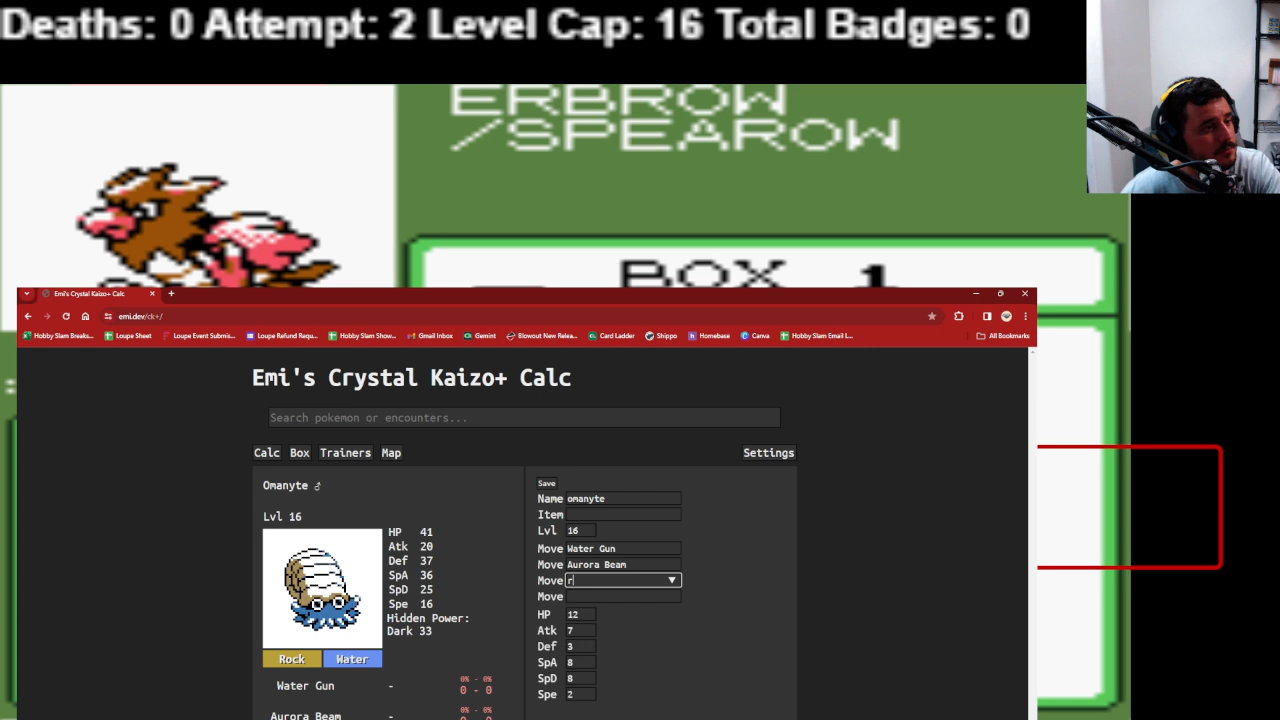 Deaths: 0 Attempt: 2 Level Cap: 16 Total Badges: 0
ERBROW
/SPEAROW
BOX 1
Emi's Crystal Kaizo+ Calc
emi.dev/ck+/
Hobby Slam Breaks... Loupe Sheet Loupe Event Submis... Loupe Refund Requ... Hobby Slam Show... Gmail Inbox Gemint Blowout New Relea... Card Ladder Shippo Homebase Canva Hobby Slam Email L... All Bookmarks
Emi's Crystal Kaizo+ Calc
Search pokemon or encounters...
Calc Box Trainers Map Settings
Omanyte ♂
Lvl 16
HP 41
Atk 20
Def 37
SpA 36
SpD 25
Spe 16
Hidden Power:
Dark 33
Rock Water
Water Gun - 0% - 0%
0 - 0
Aurora Beam - 0% - 0%
0 - 0
Save
Name omanyte
Item
Lvl 16
Move Water Gun
Move Aurora Beam
Move r
Move
HP 12
Atk 7
Def 3
SpA 8
SpD 8
Spe 2